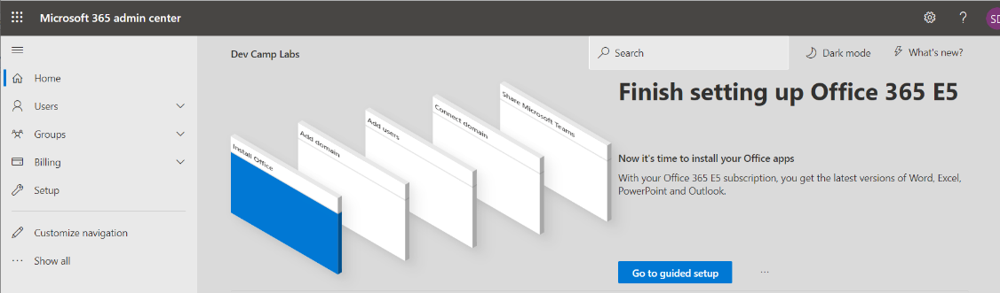 Microsoft 365 admin center
?
SD
Dev Camp Labs
Search
Dark mode
What's new?
Home
Users
Groups
Billing
Setup
Customize navigation
Show all
Install Office
Add domain
Add users
Connect domain
Share Microsoft Teams
Finish setting up Office 365 E5
Now it's time to install your Office apps
With your Office 365 E5 subscription, you get the latest versions of Word, Excel,
PowerPoint and Outlook.
Go to guided setup